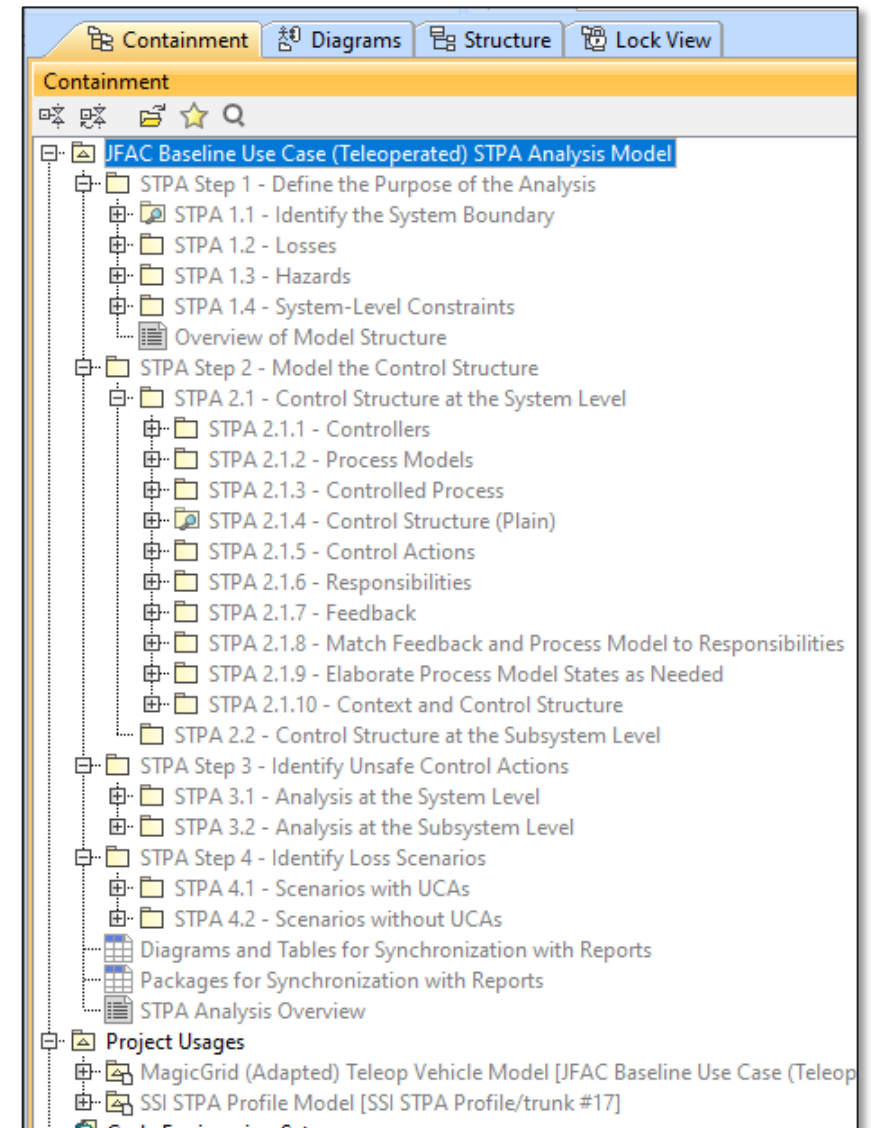 Containment Diagrams Structure Lock View
Containment
JFAC Baseline Use Case (Teleoperated) STPA Analysis Model
STPA Step 1 - Define the Purpose of the Analysis
STPA 1.1 - Identify the System Boundary
STPA 1.2 - Losses
STPA 1.3 - Hazards
STPA 1.4 - System-Level Constraints
Overview of Model Structure
STPA Step 2 - Model the Control Structure
STPA 2.1 - Control Structure at the System Level
STPA 2.1.1 - Controllers
STPA 2.1.2 - Process Models
STPA 2.1.3 - Controlled Process
STPA 2.1.4 - Control Structure (Plain)
STPA 2.1.5 - Control Actions
STPA 2.1.6 - Responsibilities
STPA 2.1.7 - Feedback
STPA 2.1.8 - Match Feedback and Process Model to Responsibilities
STPA 2.1.9 - Elaborate Process Model States as Needed
STPA 2.1.10 - Context and Control Structure
STPA 2.2 - Control Structure at the Subsystem Level
STPA Step 3 - Identify Unsafe Control Actions
STPA 3.1 - Analysis at the System Level
STPA 3.2 - Analysis at the Subsystem Level
STPA Step 4 - Identify Loss Scenarios
STPA 4.1 - Scenarios with UCAs
STPA 4.2 - Scenarios without UCAs
Diagrams and Tables for Synchronization with Reports
Packages for Synchronization with Reports
STPA Analysis Overview
Project Usages
MagicGrid (Adapted) Teleop Vehicle Model [JFAC Baseline Use Case (Teleop
SSI STPA Profile Model [SSI STPA Profile/trunk #17]